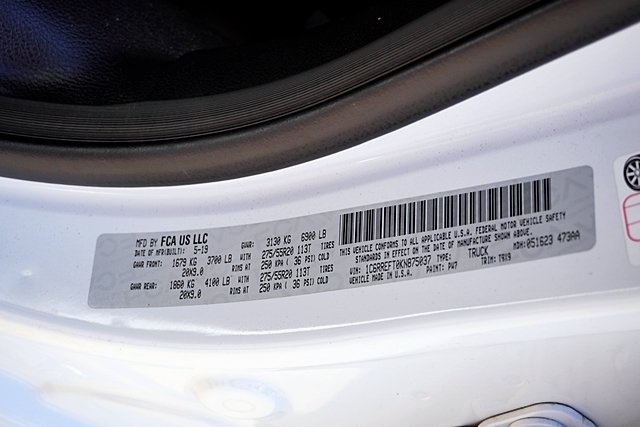 MFD BY FCA US LLC
DATE OF MFR(BUILT): 5-19 GVWR: 3130 KG 6900 LB
GAWR FRONT: 1679 KG 3700 LB WITH 275/55R20 113T TIRES
20X9.0 RIMS AT 250 KPA ( 36 PSI) COLD
GAWR REAR: 1860 KG 4100 LB WITH 275/55R20 113T TIRES
20X9.0 RIMS AT 250 KPA ( 36 PSI) COLD
THIS VEHICLE CONFORMS TO ALL APPLICABLE U.S.A. FEDERAL MOTOR VEHICLE SAFETY
STANDARDS IN EFFECT ON THE DATE OF MANUFACTURE SHOWN ABOVE.
MDH: 051623 473AA
VIN: 1C6RREFT0KN875037 TYPE: TRUCK
VEHICLE MADE IN U.S.A. PAINT: PW7 TRIM: T9X9